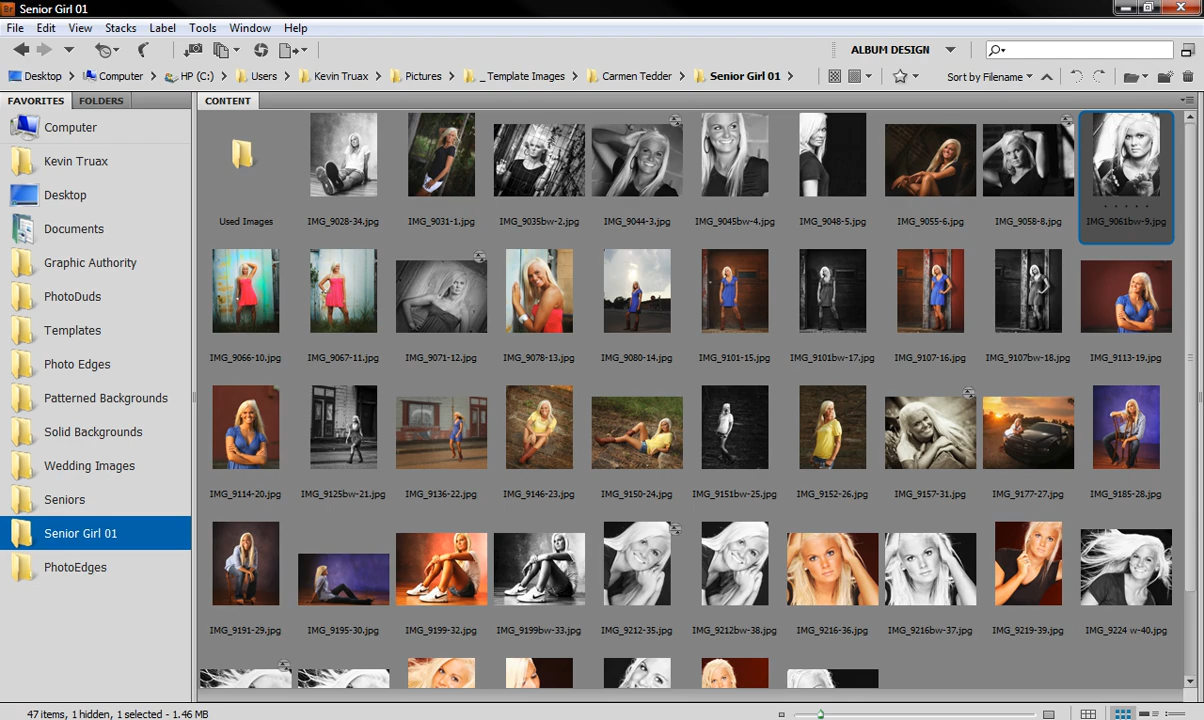 Br Senior Girl 01
File Edit View Stacks Label Tools Window Help
ALBUM DESIGN
Desktop Computer HP (C:) Users Kevin Truax Pictures _Template Images Carmen Tedder Senior Girl 01 Sort by Filename
FAVORITES FOLDERS CONTENT
Computer
Kevin Truax
Desktop
Documents
Graphic Authority
PhotoDuds
Templates
Photo Edges
Patterned Backgrounds
Solid Backgrounds
Wedding Images
Seniors
Senior Girl 01
PhotoEdges
Used Images IMG_9028-34.jpg IMG_9031-1.jpg IMG_9035bw-2.jpg IMG_9044-3.jpg IMG_9045bw-4.jpg IMG_9048-5.jpg IMG_9055-6.jpg IMG_9058-8.jpg IMG_9061bw-9.jpg
IMG_9066-10.jpg IMG_9067-11.jpg IMG_9071-12.jpg IMG_9078-13.jpg IMG_9080-14.jpg IMG_9101-15.jpg IMG_9101bw-17.jpg IMG_9107-16.jpg IMG_9107bw-18.jpg IMG_9113-19.jpg
IMG_9114-20.jpg IMG_9125bw-21.jpg IMG_9136-22.jpg IMG_9146-23.jpg IMG_9150-24.jpg IMG_9151bw-25.jpg IMG_9152-26.jpg IMG_9157-31.jpg IMG_9177-27.jpg IMG_9185-28.jpg
IMG_9191-29.jpg IMG_9195-30.jpg IMG_9199-32.jpg IMG_9199bw-33.jpg IMG_9212-35.jpg IMG_9212bw-38.jpg IMG_9216-36.jpg IMG_9216bw-37.jpg IMG_9219-39.jpg IMG_9224 w-40.jpg
47 items, 1 hidden, 1 selected - 1.46 MB